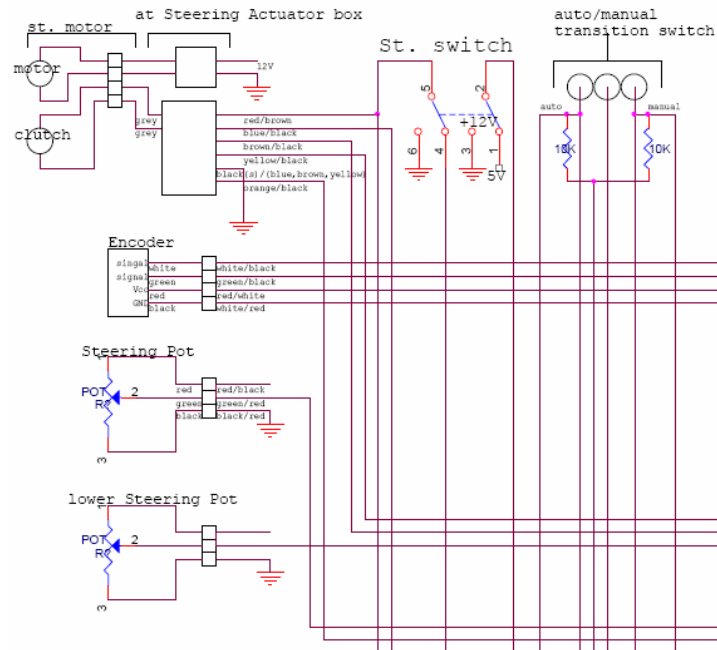 at Steering Actuator box
st. motor
motor
12V
clutch
grey
grey
red/brown
blue/black
brown/black
yellow/black
black(s)/(blue,brown,yellow)
orange/black
St. switch
5
2
+12V
6
4
3
1
5V
auto/manual
transition switch
auto
manual
10K
10K
Encoder
singal
white
white/black
signal
green
green/black
Vcc
red
red/white
GND
black
white/red
Steering Pot
1
POT
2
R?
3
red
red/black
green
green/red
black
black/red
lower Steering Pot
1
POT
2
R?
3